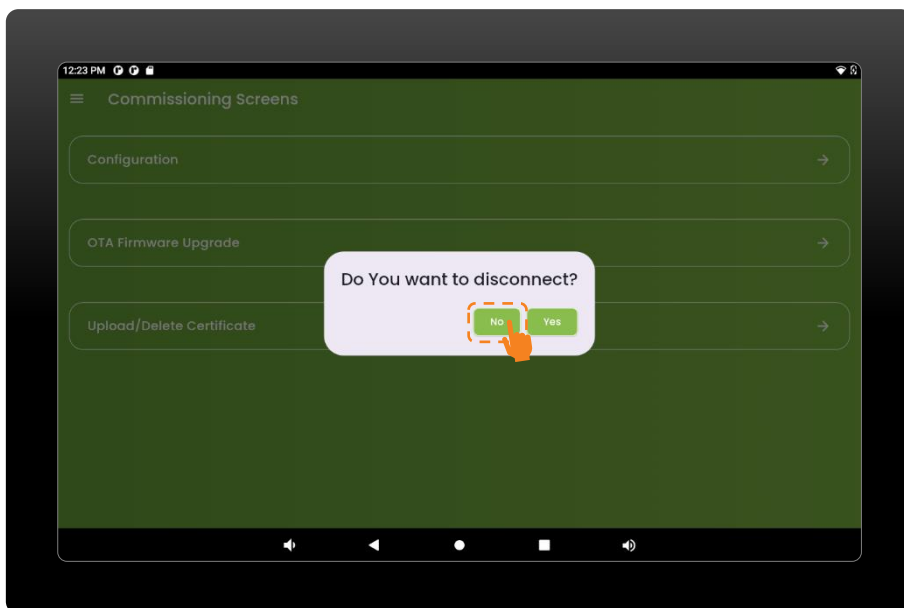 12:23 PM
Commissioning Screens
Configuration
OTA Firmware Upgrade
Do You want to disconnect?
No Yes
Upload/Delete Certificate